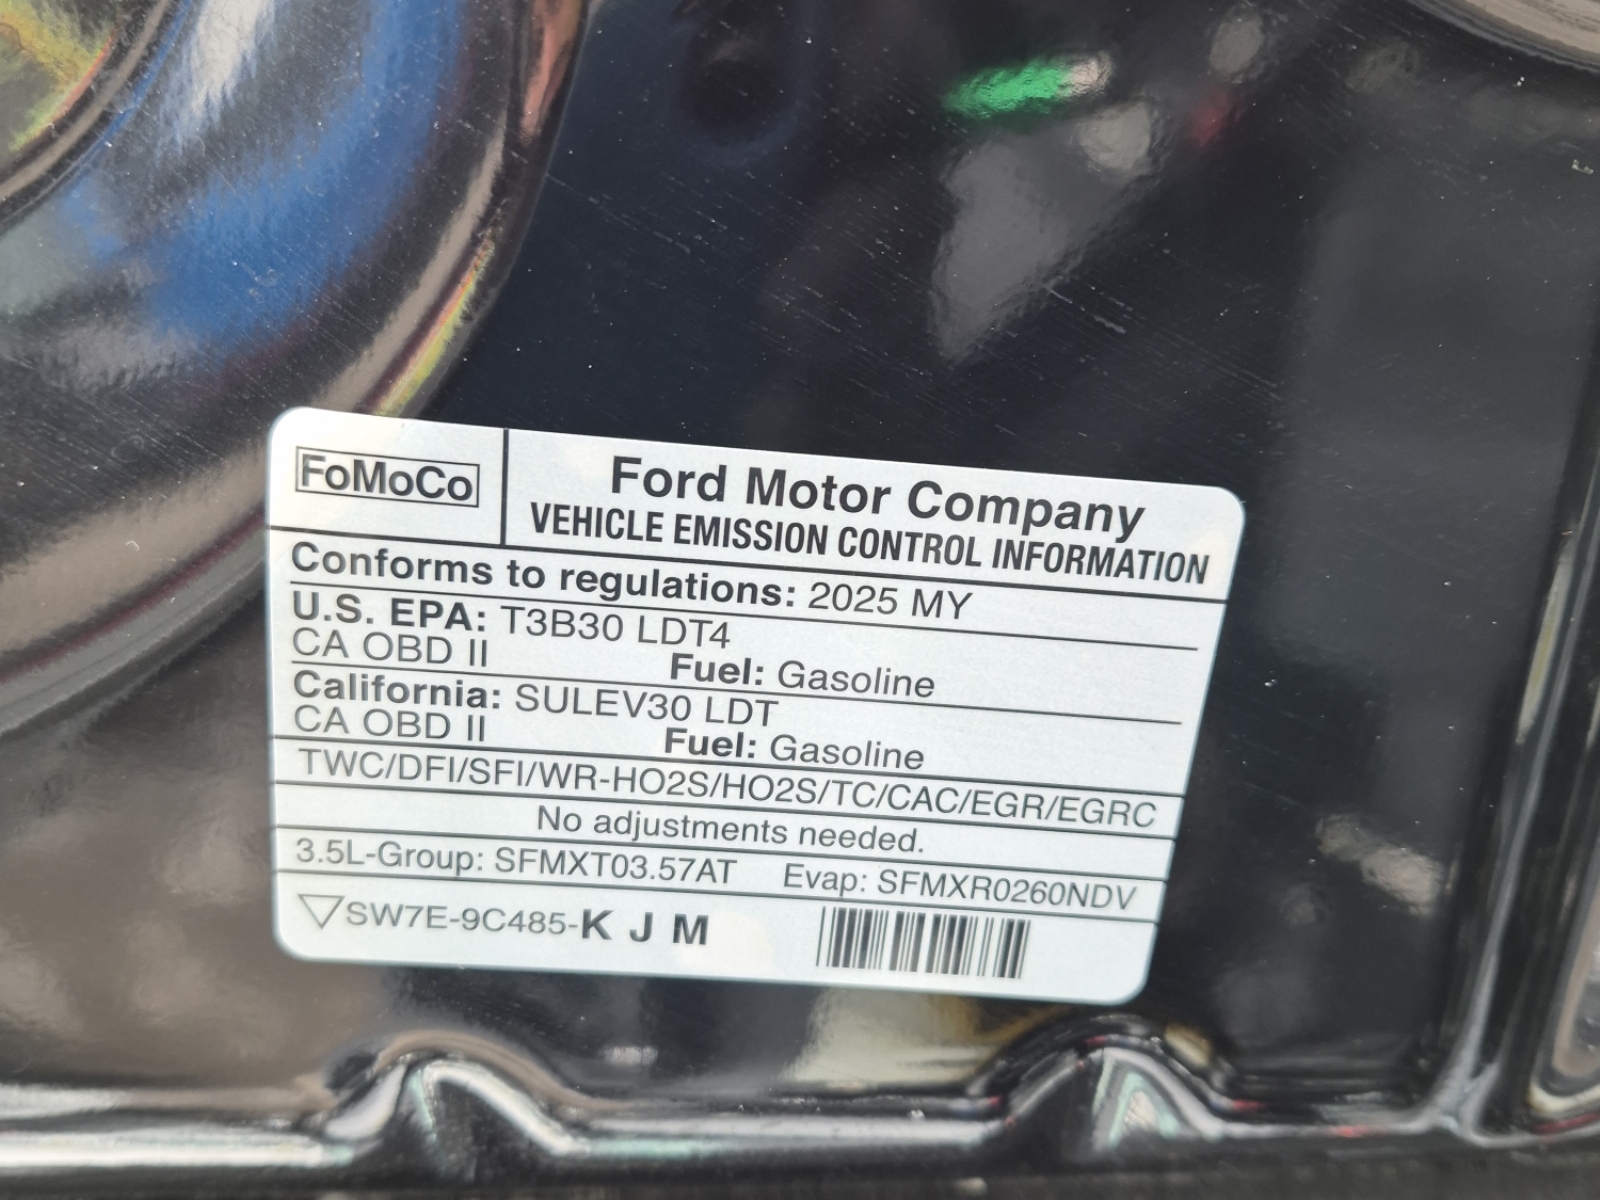 FoMoCo
Ford Motor Company
VEHICLE EMISSION CONTROL INFORMATION
Conforms to regulations: 2025 MY
U.S. EPA: T3B30 LDT4
CA OBD II Fuel: Gasoline
California: SULEV30 LDT
CA OBD II Fuel: Gasoline
TWC/DFI/SFI/WR-HO2S/HO2S/TC/CAC/EGR/EGRC
No adjustments needed.
3.5L-Group: SFMXT03.57AT Evap: SFMXR0260NDV
SW7E-9C485-K J M